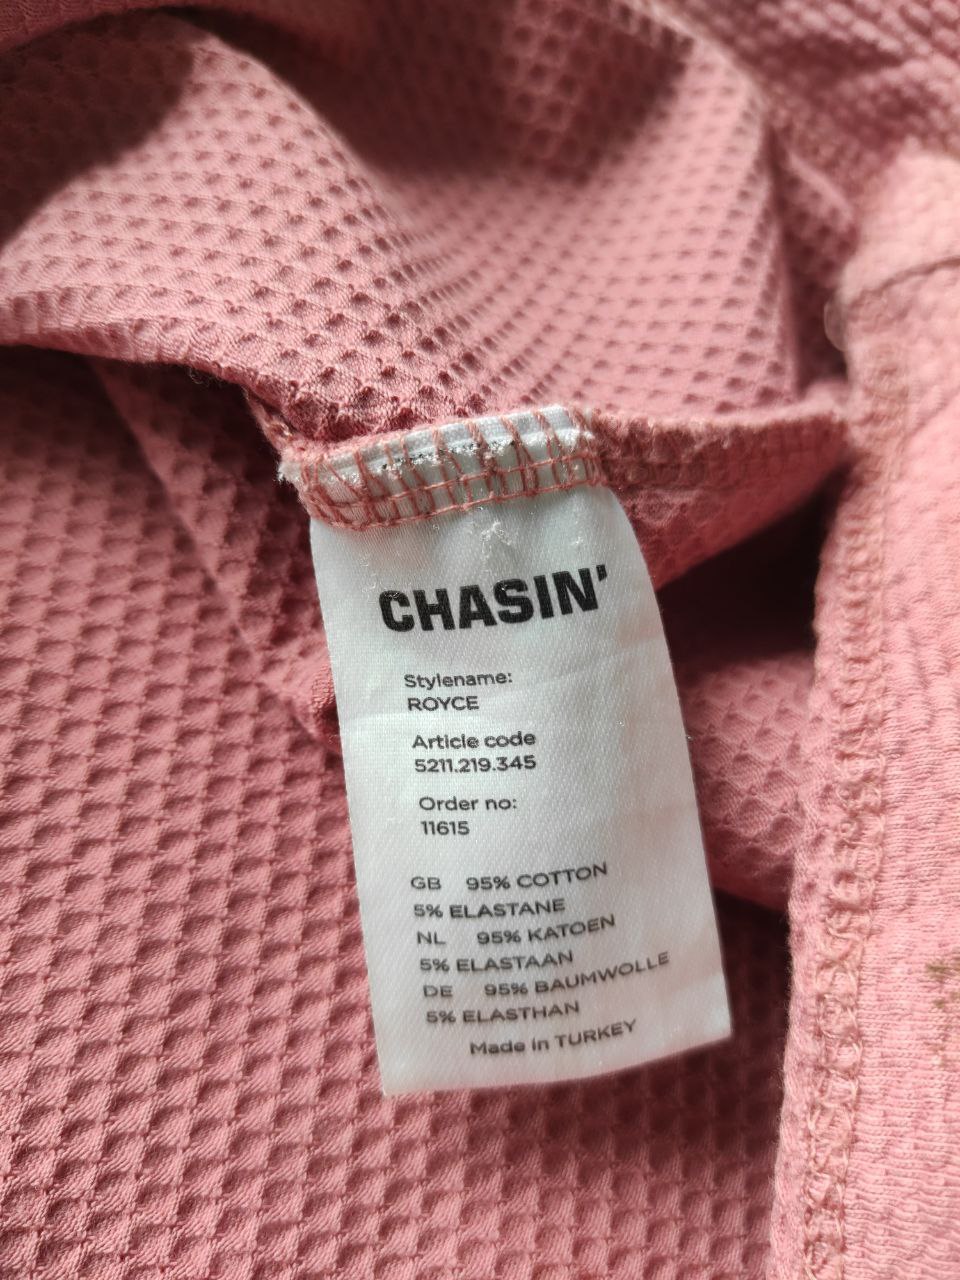 CHASIN'
Stylename:
ROYCE
Article code
5211.219.345
Order no:
11615
GB 95% COTTON
5% ELASTANE
NL 95% KATOEN
5% ELASTAAN
DE 95% BAUMWOLLE
5% ELASTHAN
Made in TURKEY